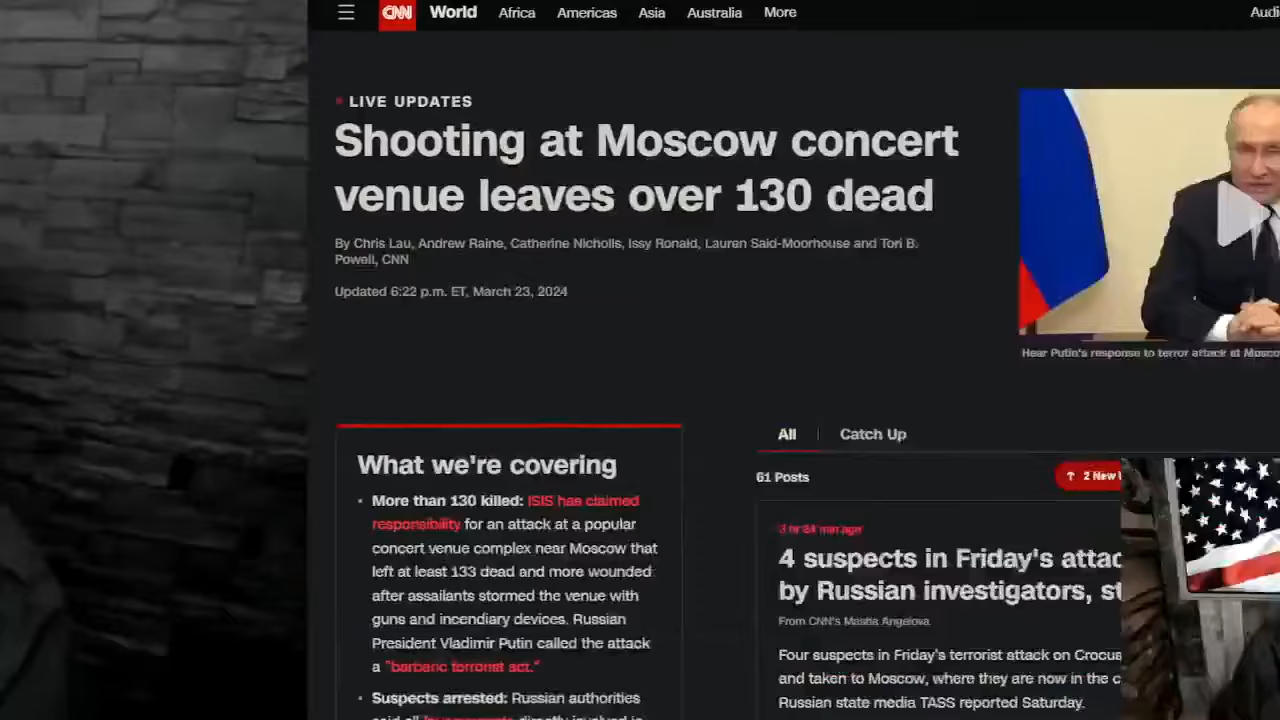 CNN World Africa Americas Asia Australia More
LIVE UPDATES
Shooting at Moscow concert
venue leaves over 130 dead
By Chris Lau, Andrew Raine, Catherine Nicholls, Issy Ronald, Lauren Said-Moorhouse and Tori B.
Powell, CNN
Updated 6:22 p.m. ET, March 23, 2024
Hear Putin's response to terror attack at
What we're covering
• More than 130 killed: ISIS has claimed
responsibility for an attack at a popular
concert venue complex near Moscow that
left at least 133 dead and more wounded
after assailants stormed the venue with
guns and incendiary devices. Russian
President Vladimir Putin called the attack
a "barbaric terrorist act."
• Suspects arrested: Russian authorities
directly involved in
All | Catch Up
61 Posts
2 New
4 suspects in Friday's
by Russian investigators,
From CNN's Masha Angelova
Four suspects in Friday's terrorist attack on
and taken to Moscow, where they are now in the
Russian state media TASS reported Saturday.